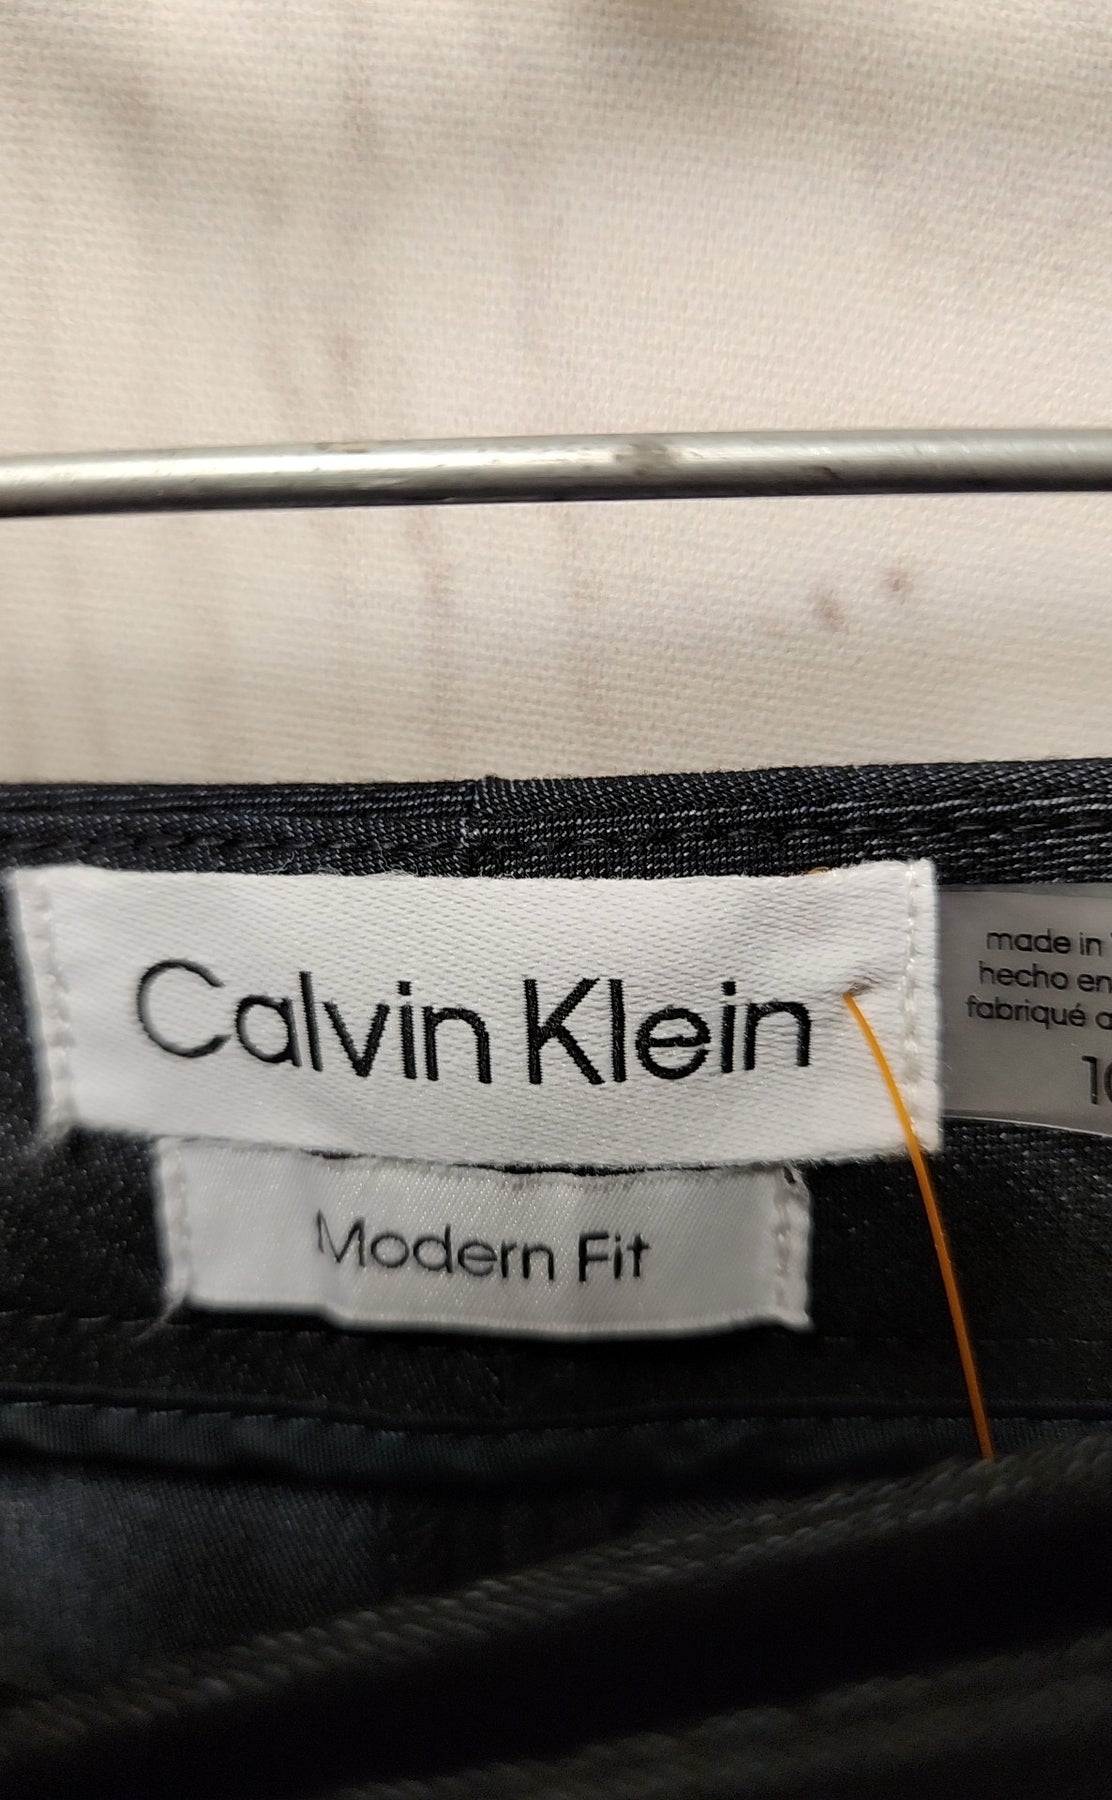 Calvin Klein
Modern Fit
made in
hecho en
fabriqué